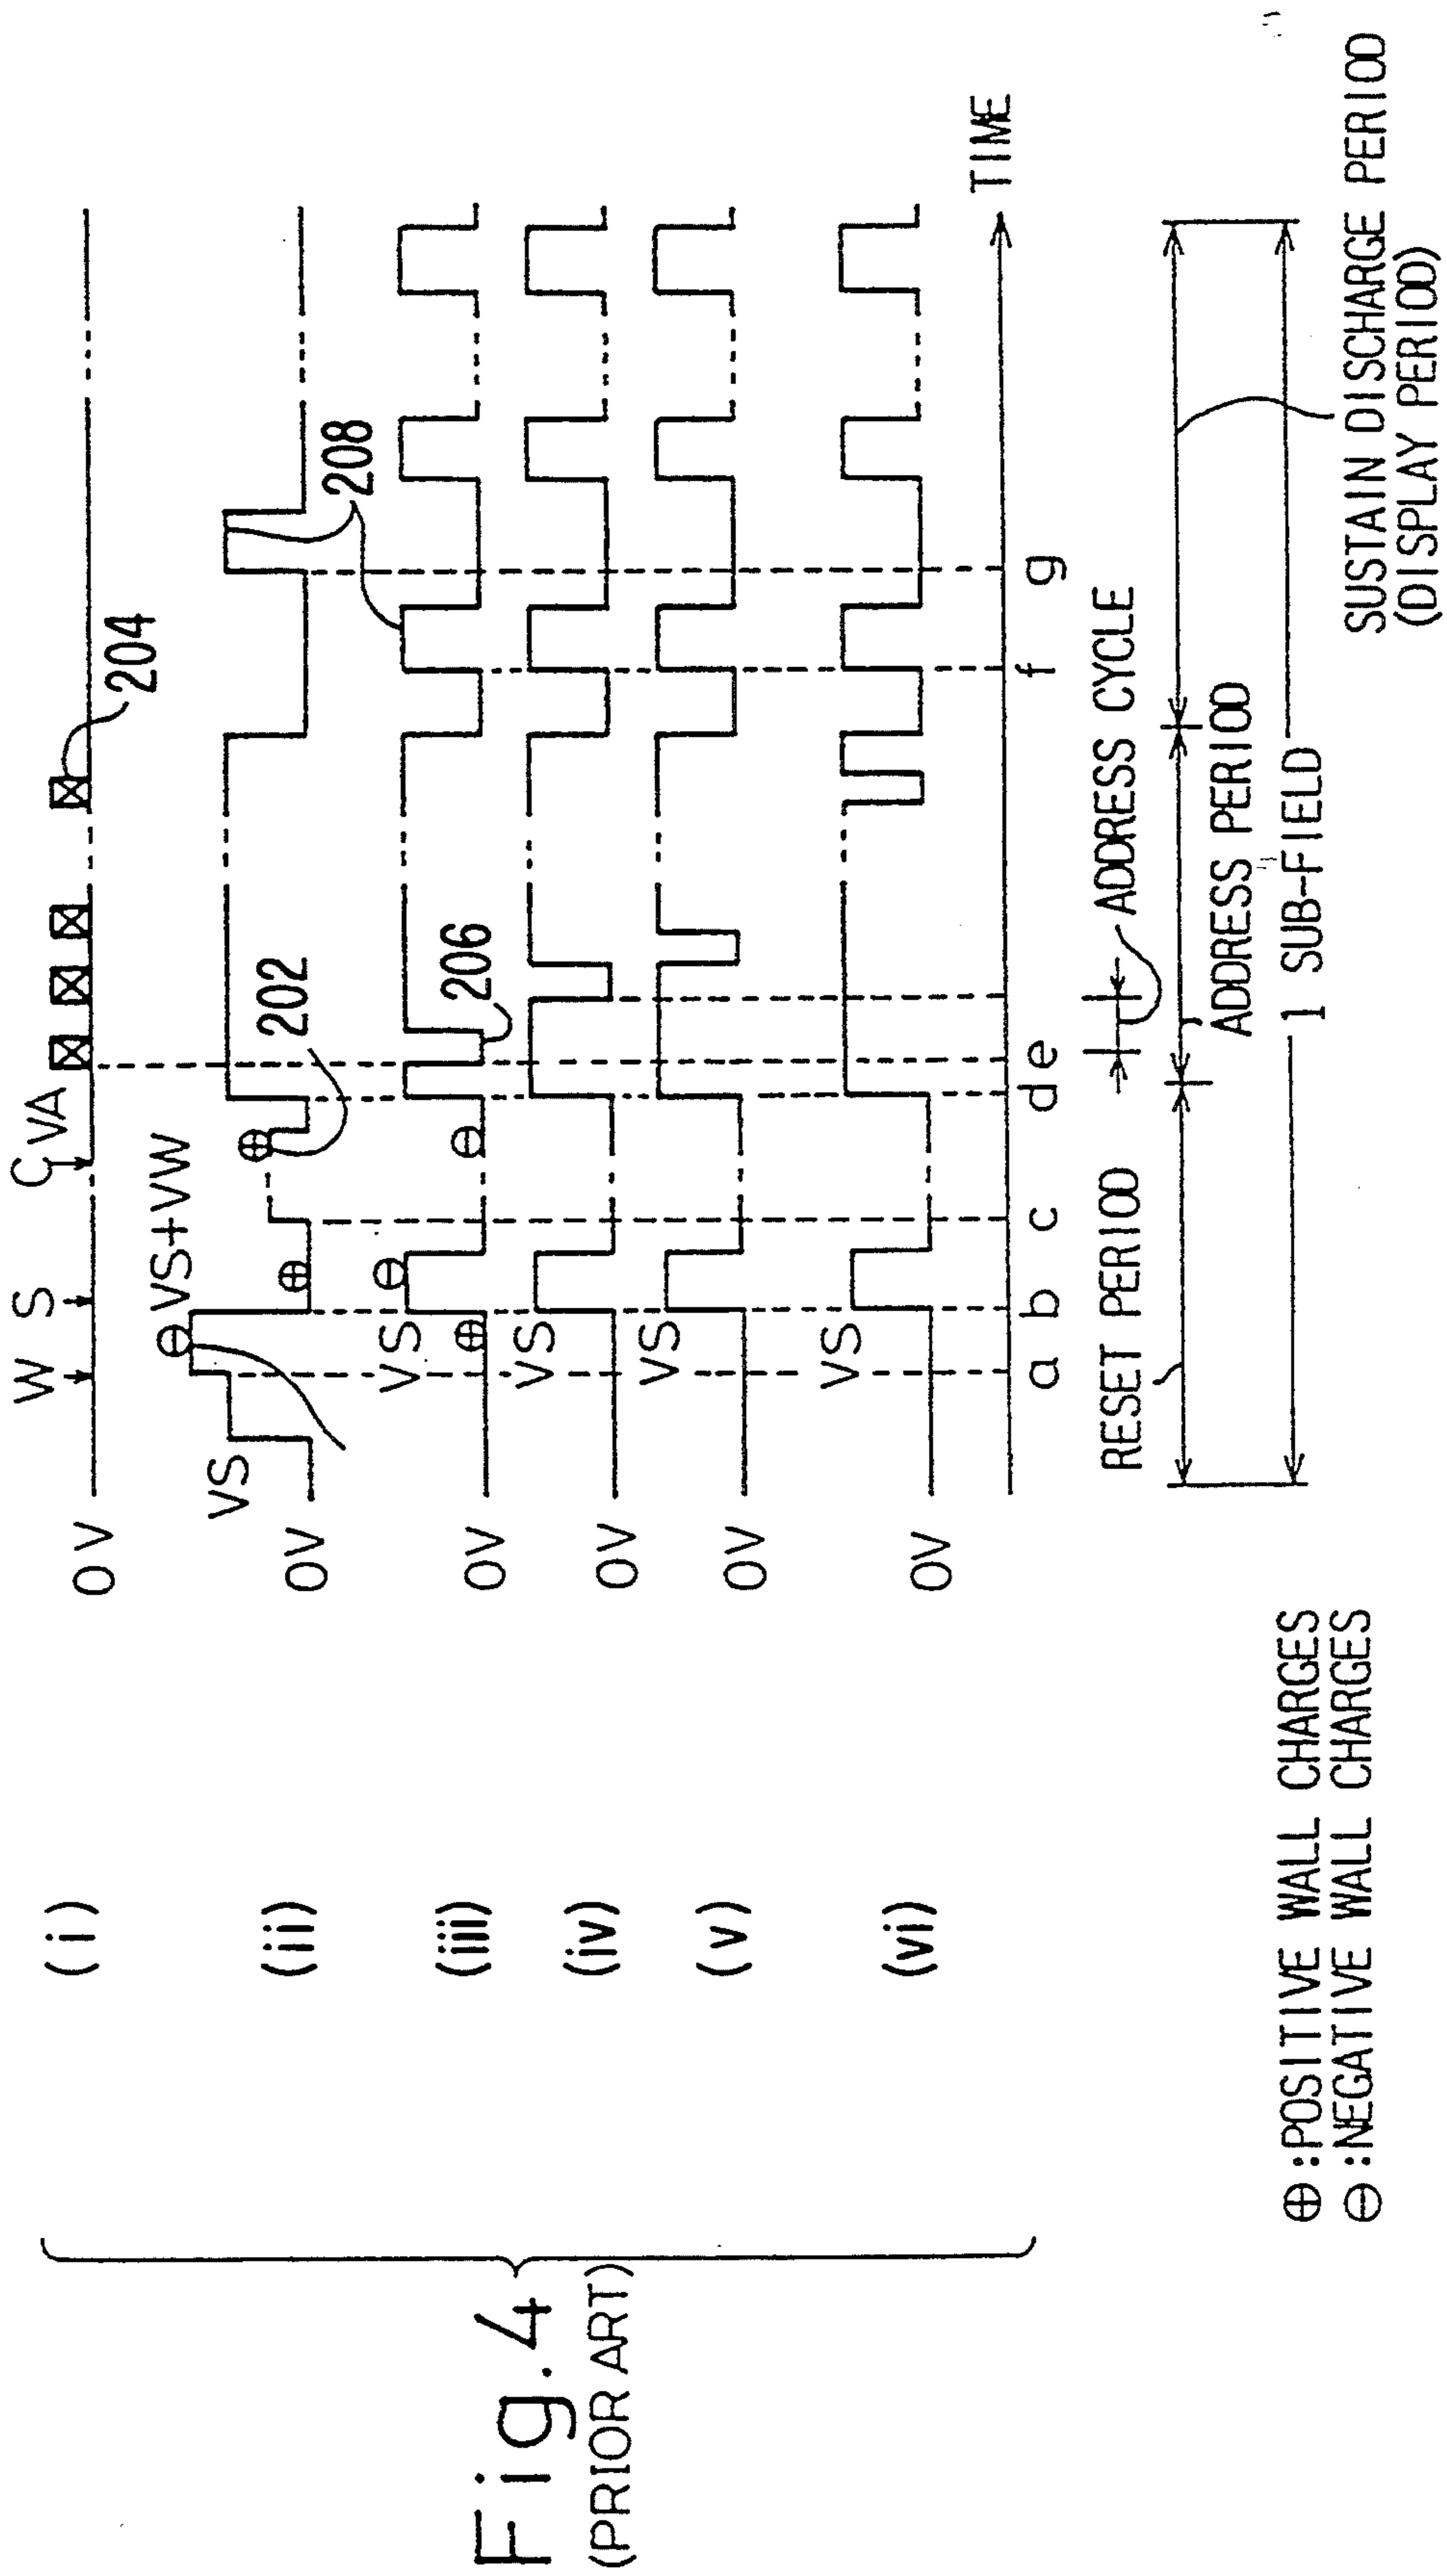 W S C VA
(i) 0V
204
VS+VW
VS
(ii) 0V
202
208
VS
(iii) 0V
206
VS
(iv) 0V
VS
(v) 0V
VS
(vi) 0V
TIME
a b c d e f g
ADDRESS CYCLE
RESET PERIOD
ADDRESS PERIOD
1 SUB-FIELD
SUSTAIN DISCHARGE PERIOD
(DISPLAY PERIOD)
⊕:POSITIVE WALL CHARGES
⊖:NEGATIVE WALL CHARGES
Fig.4
(PRIOR ART)